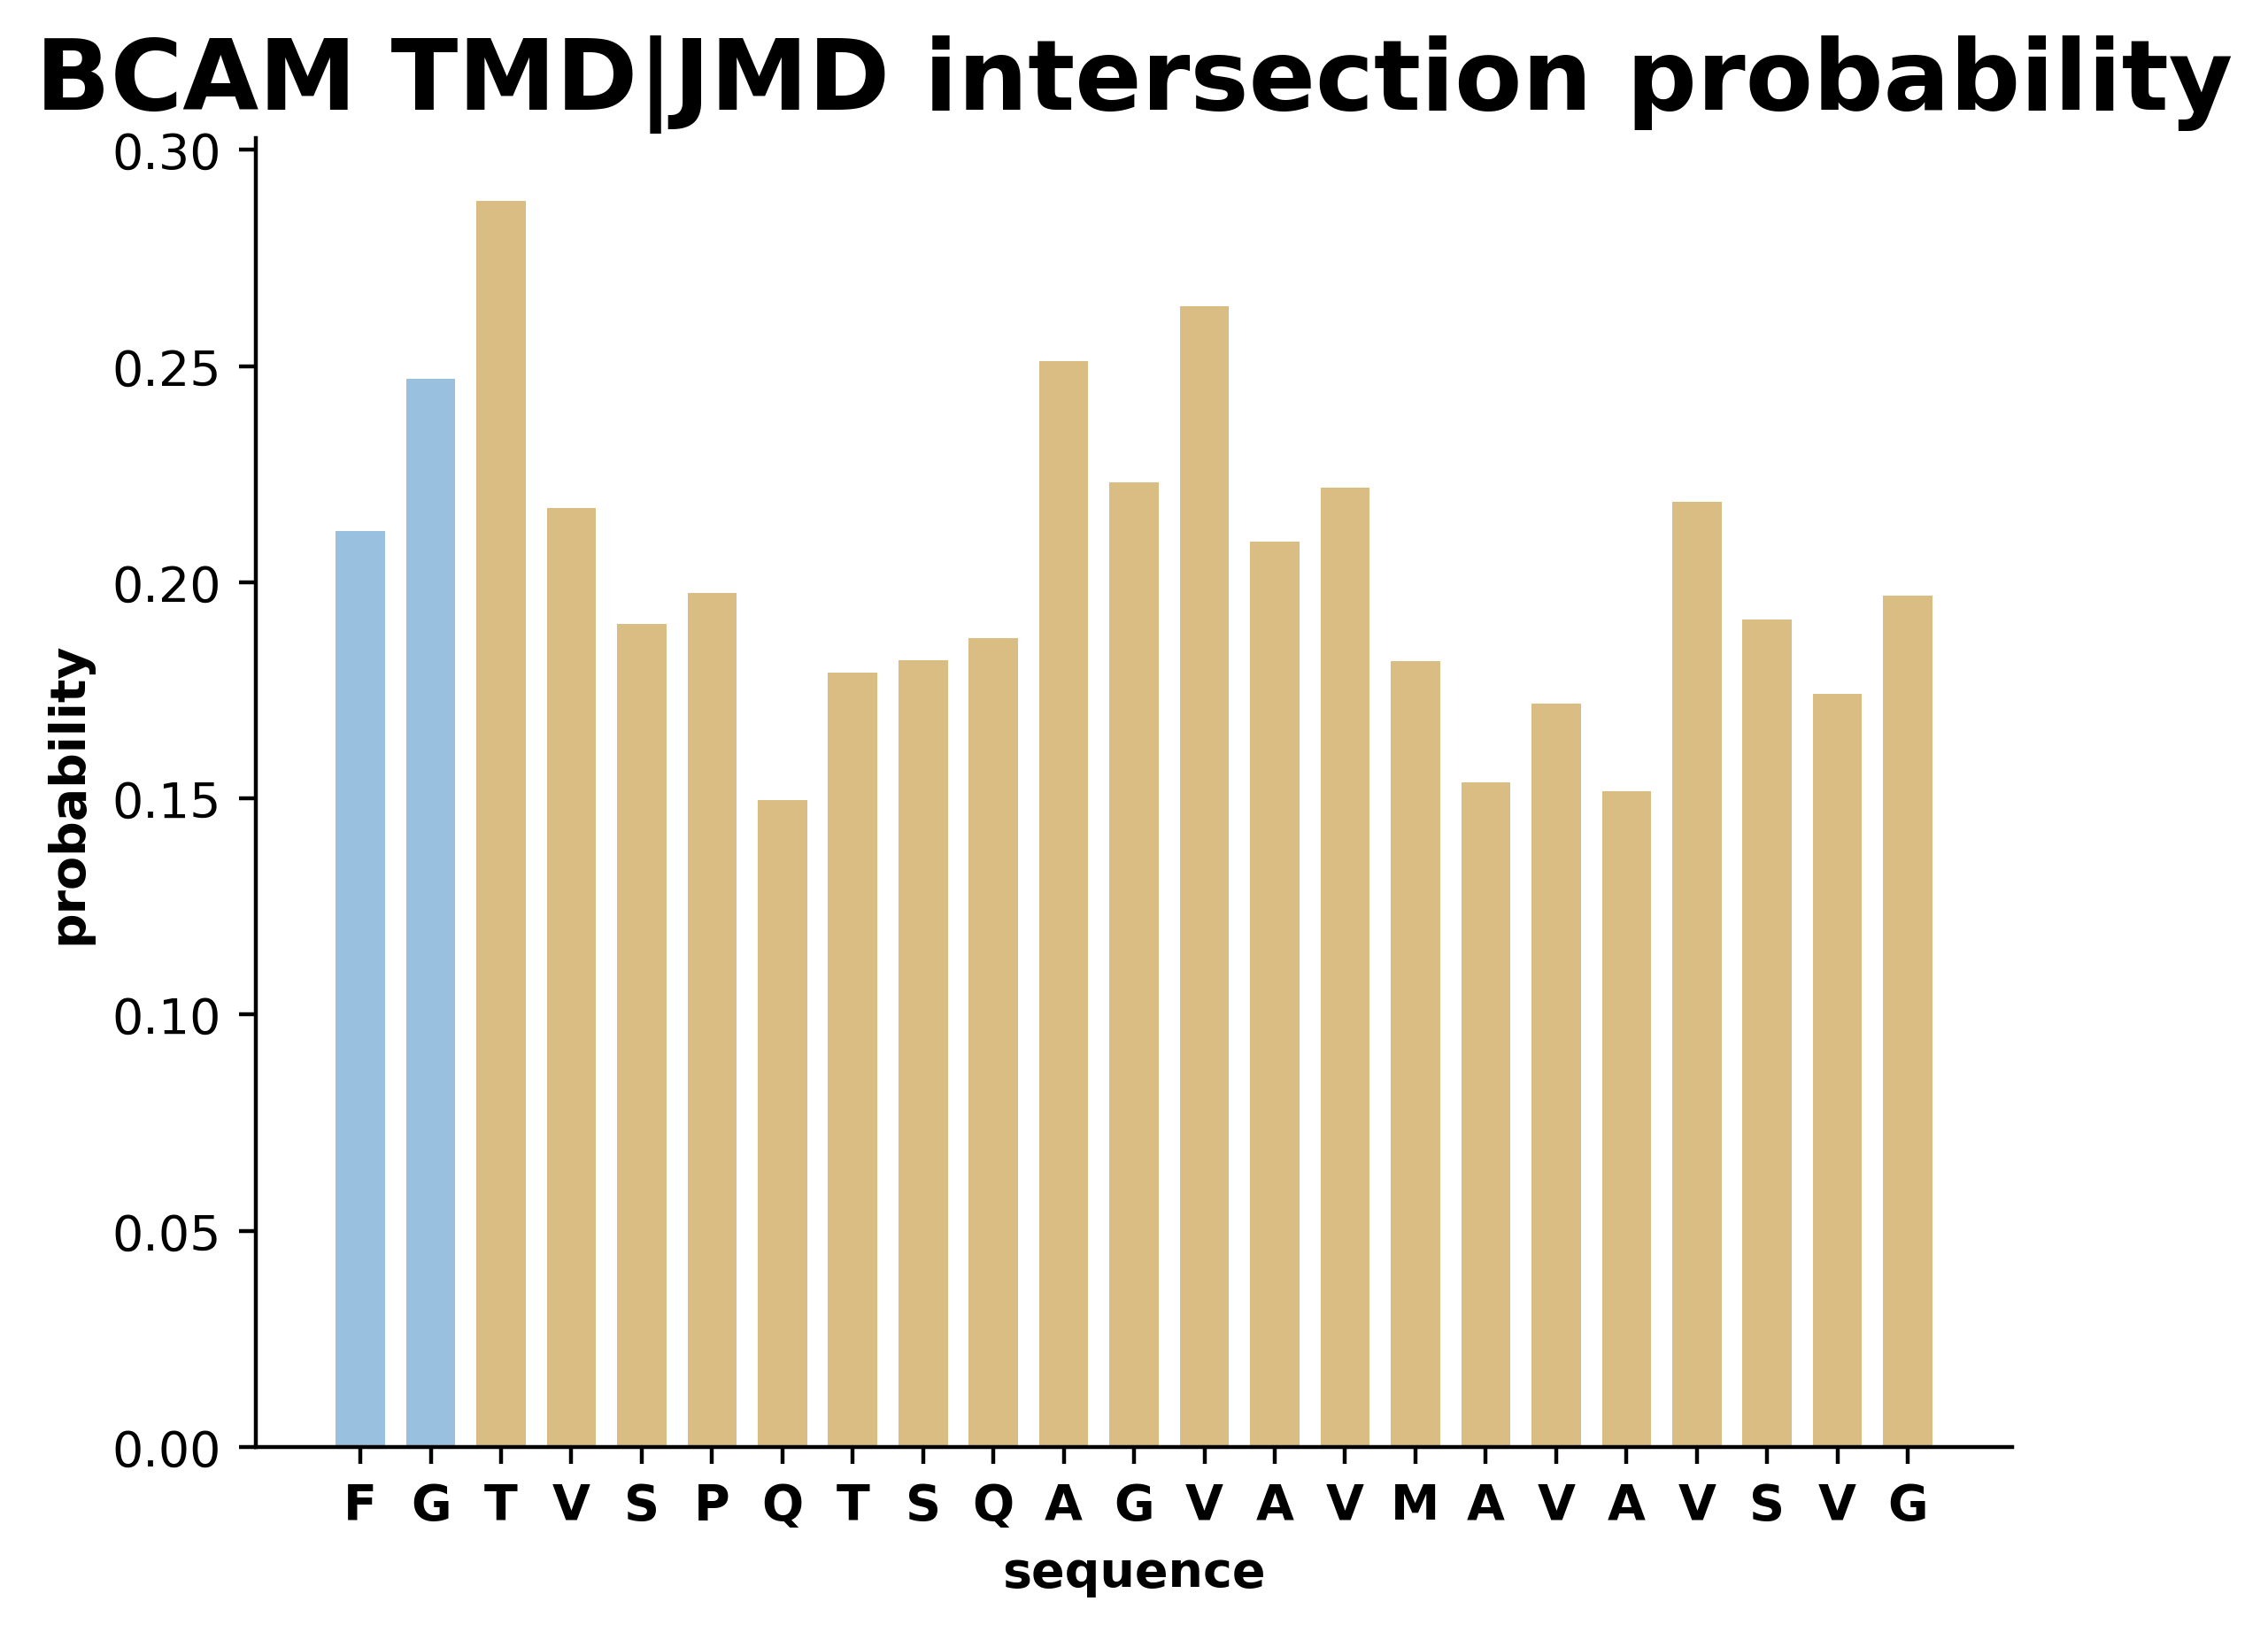 BCAM TMD|JMD intersection probability
0.30
0.25
0.20
0.15
0.10
0.05
0.00
probability
F G T V S P Q T S Q A G V A V M A V A V S V G
sequence